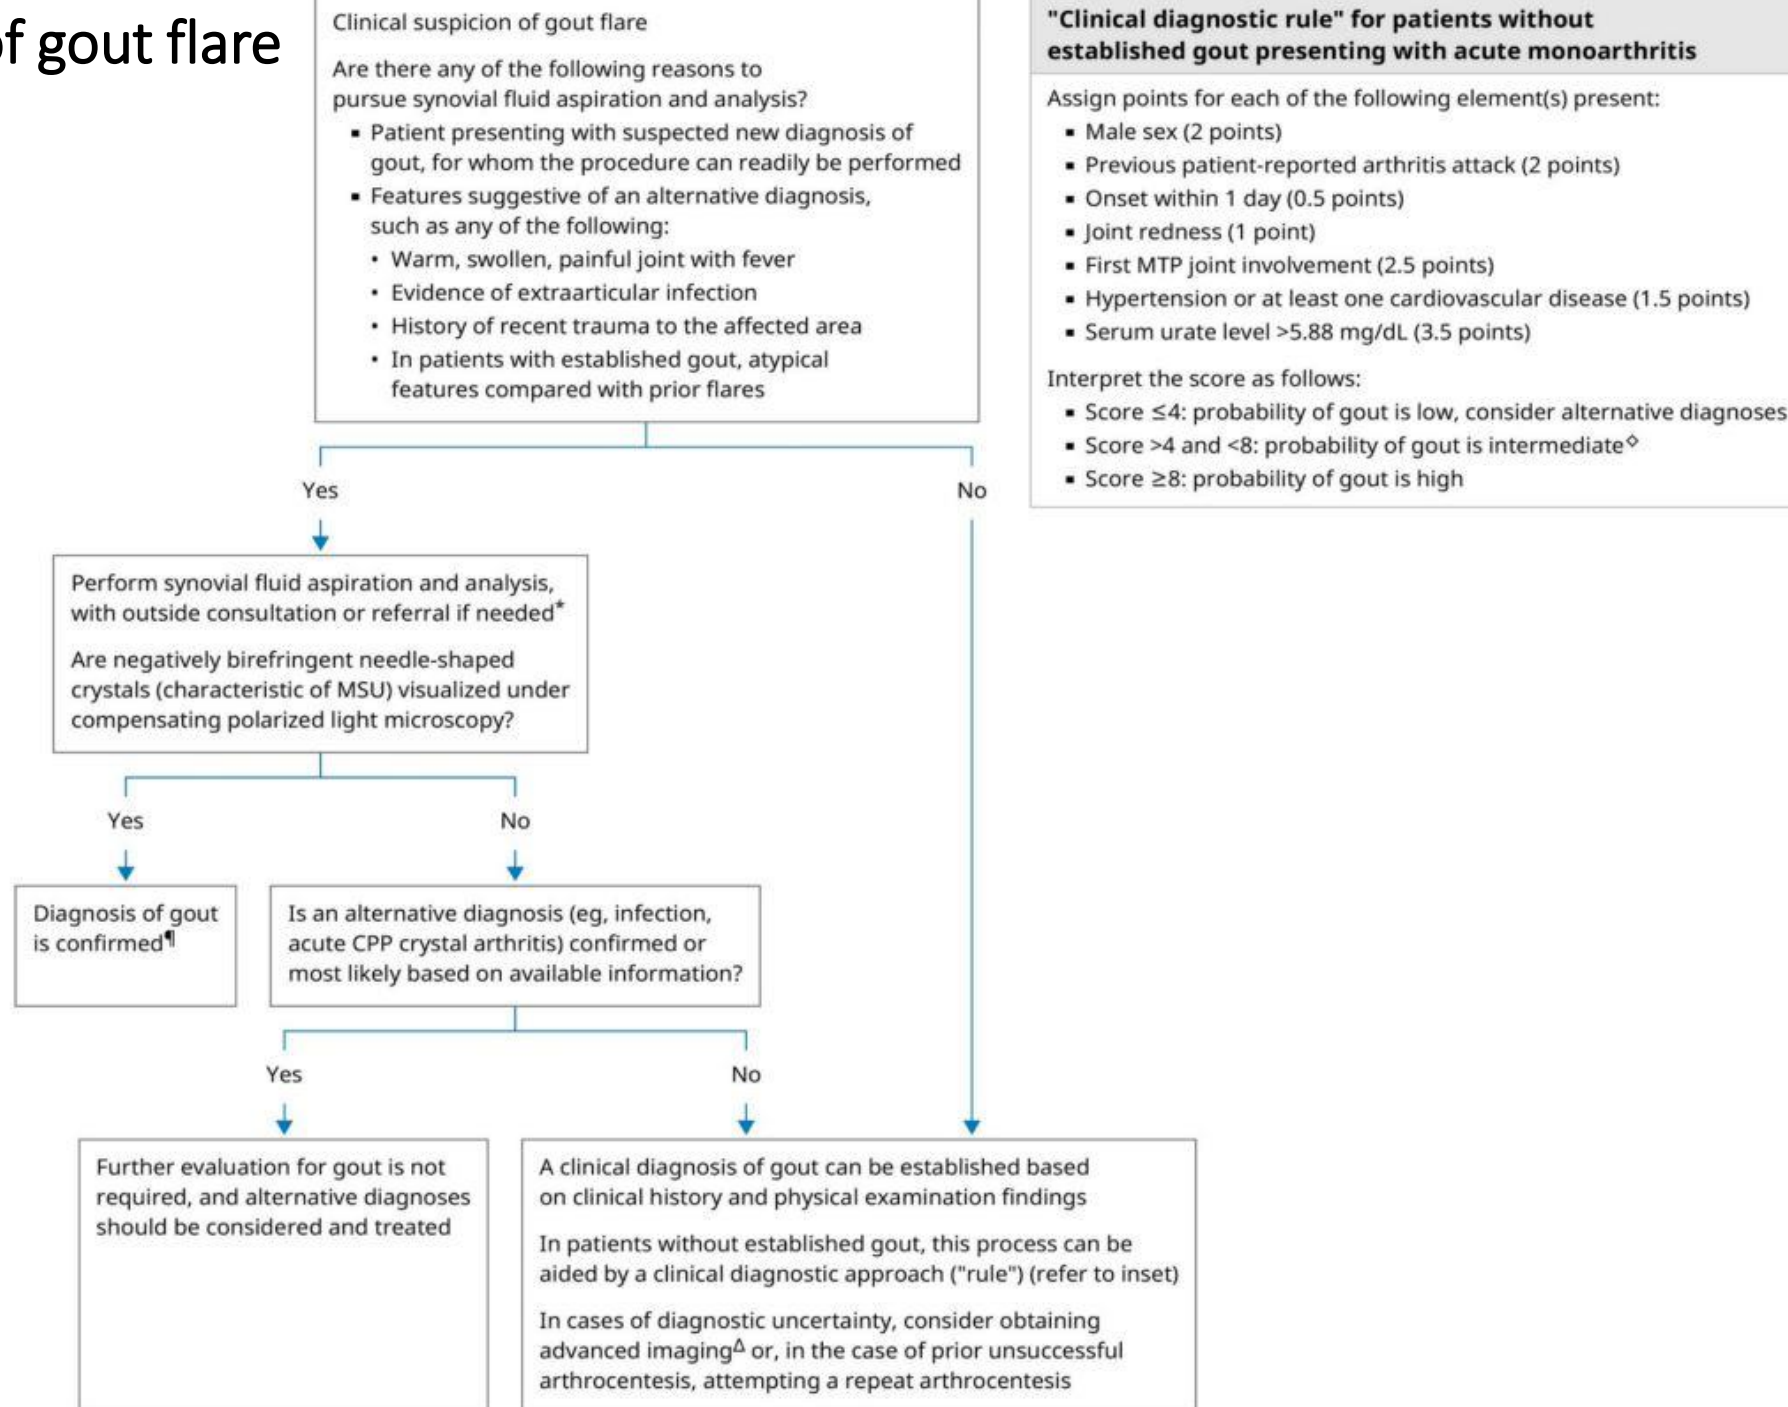 of gout flare
Clinical suspicion of gout flare
Are there any of the following reasons to
pursue synovial fluid aspiration and analysis?
▪ Patient presenting with suspected new diagnosis of
gout, for whom the procedure can readily be performed
▪ Features suggestive of an alternative diagnosis,
such as any of the following:
• Warm, swollen, painful joint with fever
• Evidence of extraarticular infection
• History of recent trauma to the affected area
• In patients with established gout, atypical
features compared with prior flares
"Clinical diagnostic rule" for patients without
established gout presenting with acute monoarthritis
Assign points for each of the following element(s) present:
▪ Male sex (2 points)
▪ Previous patient-reported arthritis attack (2 points)
▪ Onset within 1 day (0.5 points)
▪ Joint redness (1 point)
▪ First MTP joint involvement (2.5 points)
▪ Hypertension or at least one cardiovascular disease (1.5 points)
▪ Serum urate level >5.88 mg/dL (3.5 points)
Interpret the score as follows:
▪ Score ≤4: probability of gout is low, consider alternative diagnoses
▪ Score >4 and <8: probability of gout is intermediate◇
▪ Score ≥8: probability of gout is high
Yes
No
Perform synovial fluid aspiration and analysis,
with outside consultation or referral if needed*
Are negatively birefringent needle-shaped
crystals (characteristic of MSU) visualized under
compensating polarized light microscopy?
Yes
No
Diagnosis of gout
is confirmed¶
Is an alternative diagnosis (eg, infection,
acute CPP crystal arthritis) confirmed or
most likely based on available information?
Yes
No
Further evaluation for gout is not
required, and alternative diagnoses
should be considered and treated
A clinical diagnosis of gout can be established based
on clinical history and physical examination findings
In patients without established gout, this process can be
aided by a clinical diagnostic approach ("rule") (refer to inset)
In cases of diagnostic uncertainty, consider obtaining
advanced imagingΔ or, in the case of prior unsuccessful
arthrocentesis, attempting a repeat arthrocentesis